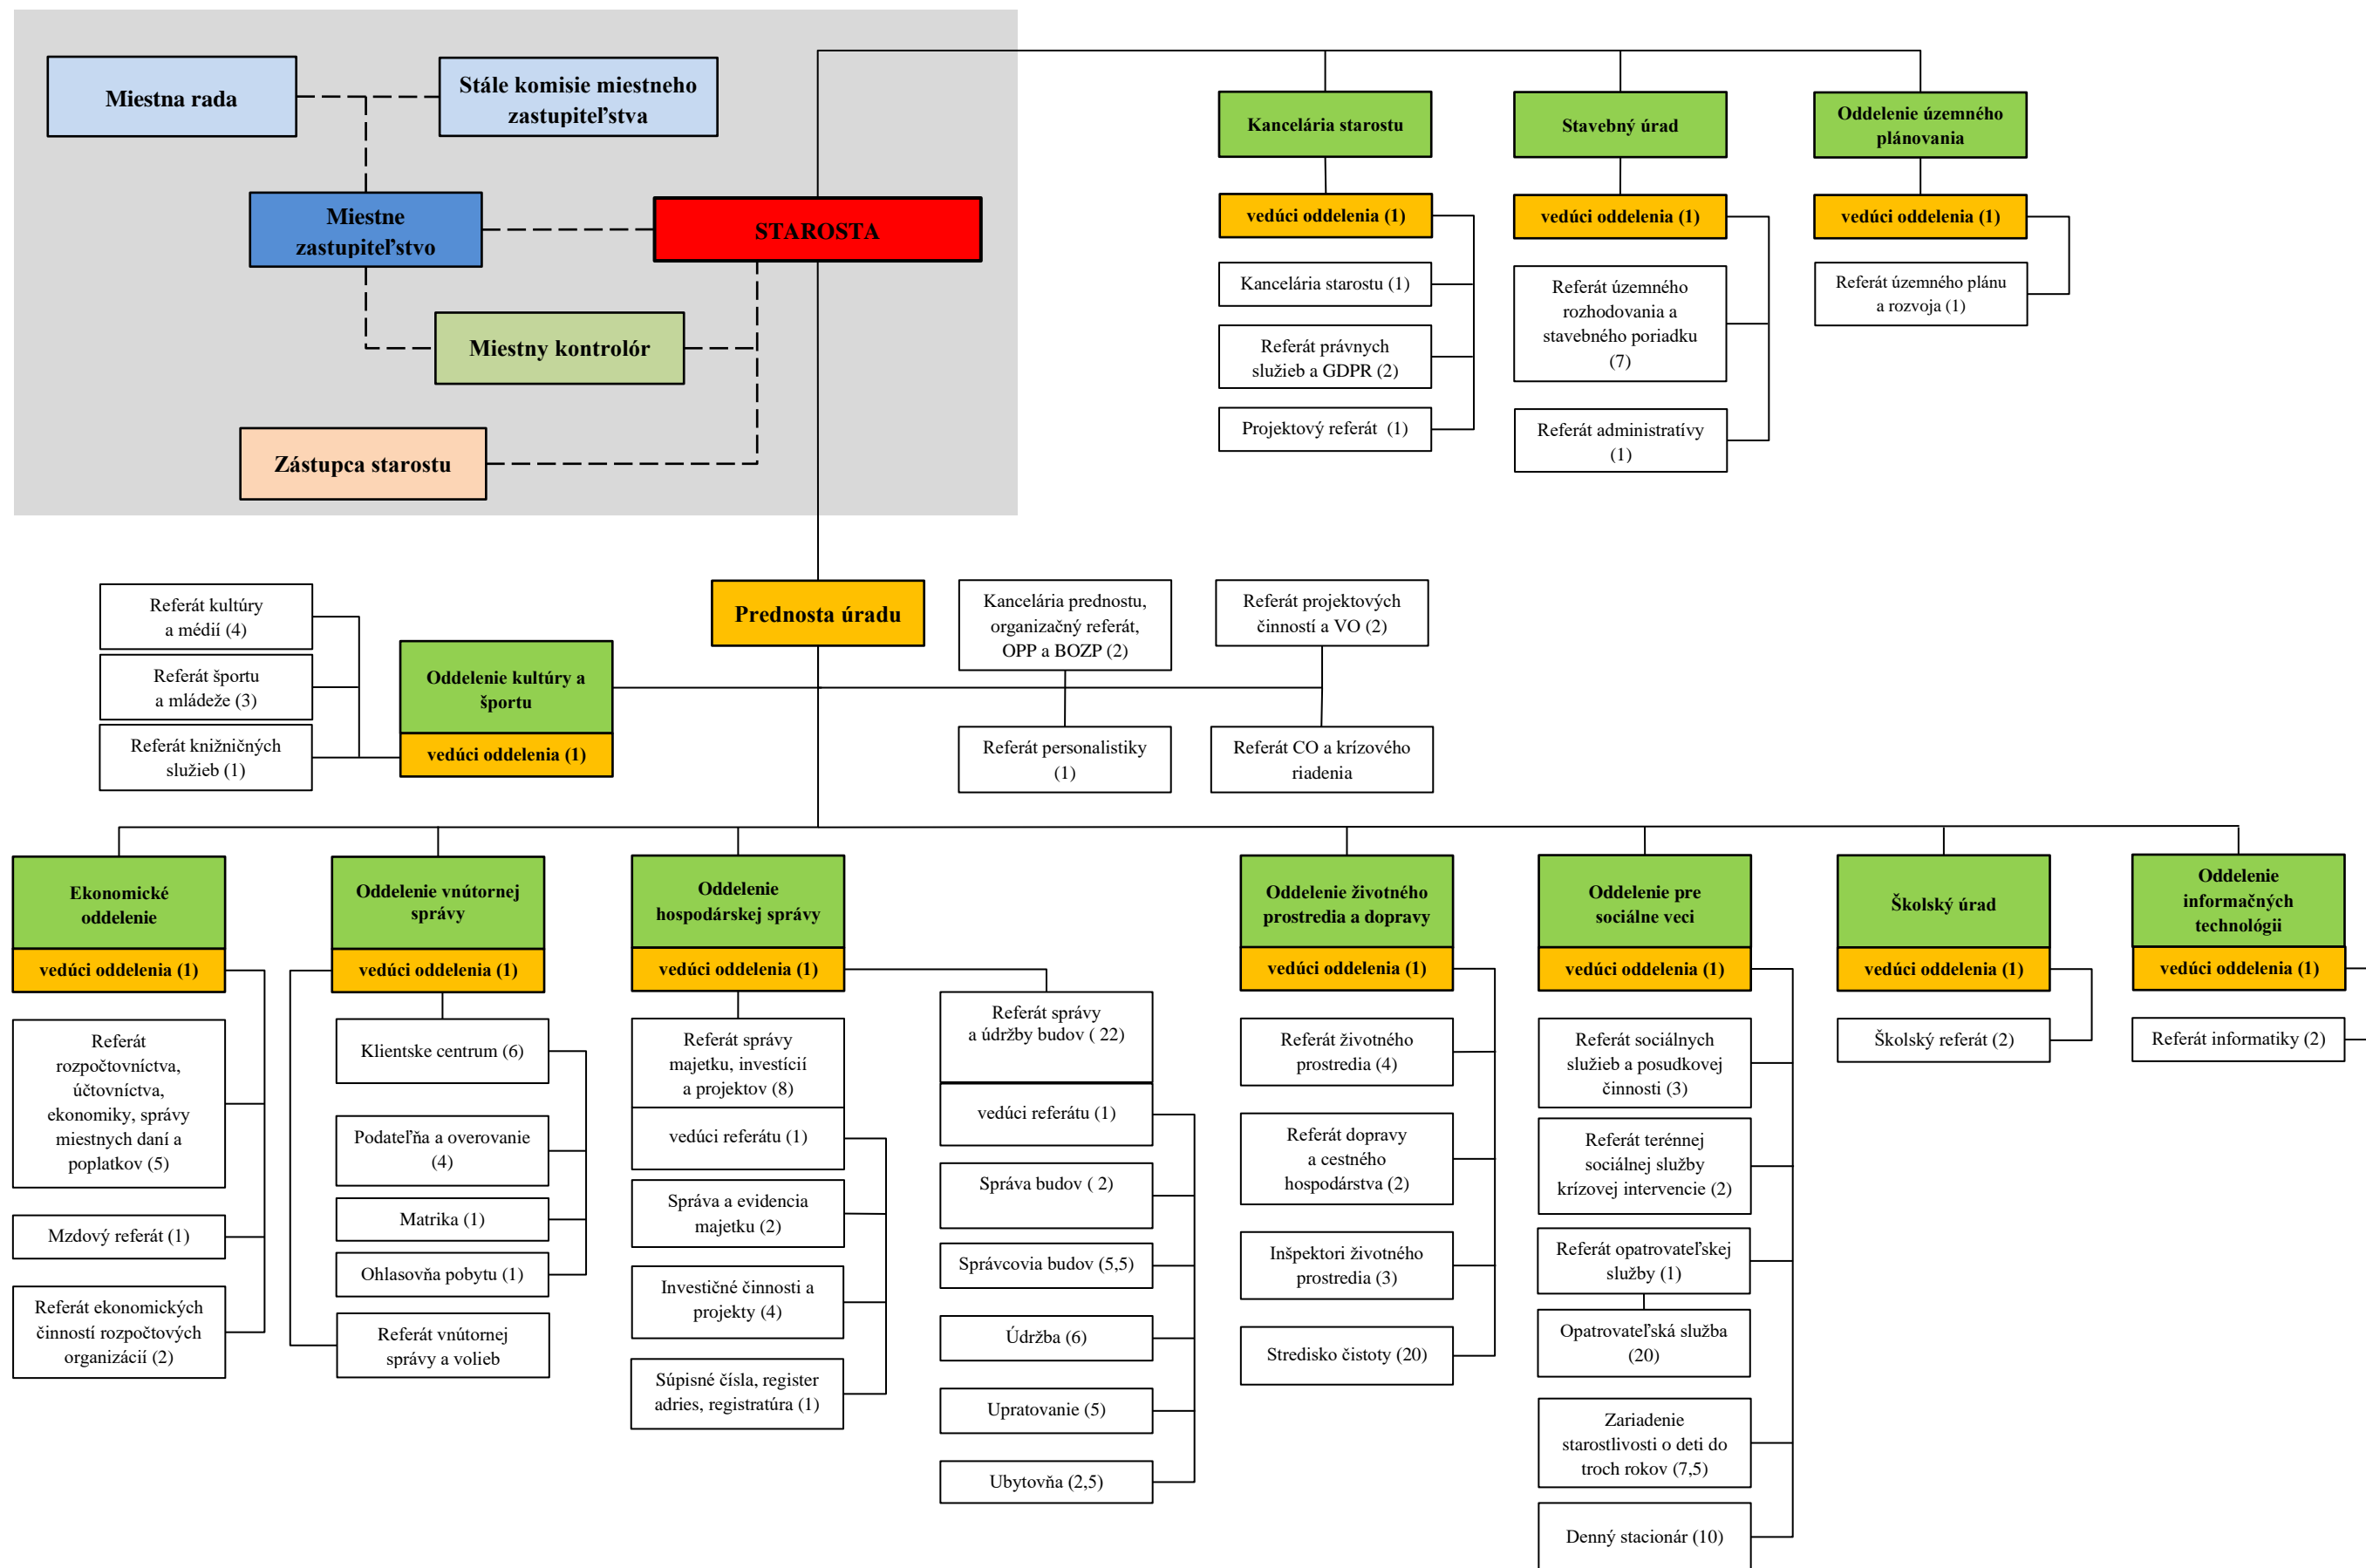 Miestna rada
Stále komisie miestneho
zastupiteľstva
Miestne
zastupiteľstvo
STAROSTA
Miestny kontrolór
Zástupca starostu
Kancelária starostu
vedúci oddelenia (1)
Kancelária starostu (1)
Referát právnych
služieb a GDPR (2)
Projektový referát  (1)
Stavebný úrad
vedúci oddelenia (1)
Referát územného
rozhodovania a
stavebného poriadku
(7)
Referát administratívy
(1)
Oddelenie územného
plánovania
vedúci oddelenia (1)
Referát územného plánu
a rozvoja (1)
Prednosta úradu
Referát kultúry
a médií (4)
Referát športu
a mládeže (3)
Referát knižničných
služieb (1)
Oddelenie kultúry a
športu
vedúci oddelenia (1)
Kancelária prednostu,
organizačný referát,
OPP a BOZP (2)
Referát projektových
činností a VO (2)
Referát personalistiky
(1)
Referát CO a krízového
riadenia
Ekonomické
oddelenie
vedúci oddelenia (1)
Referát
rozpočtovníctva,
účtovníctva,
ekonomiky, správy
miestnych daní a
poplatkov (5)
Mzdový referát (1)
Referát ekonomických
činností rozpočtových
organizácií (2)
Oddelenie vnútornej
správy
vedúci oddelenia (1)
Klientske centrum (6)
Podateľňa a overovanie
(4)
Matrika (1)
Ohlasovňa pobytu (1)
Referát vnútornej
správy a volieb
Oddelenie
hospodárskej správy
vedúci oddelenia (1)
Referát správy
majetku, investícií
a projektov (8)
vedúci referátu (1)
Správa a evidencia
majetku (2)
Investičné činnosti a
projekty (4)
Súpisné čísla, register
adries, registratúra (1)
Referát správy
a údržby budov ( 22)
vedúci referátu (1)
Správa budov ( 2)
Správcovia budov (5,5)
Údržba (6)
Upratovanie (5)
Ubytovňa (2,5)
Oddelenie životného
prostredia a dopravy
vedúci oddelenia (1)
Referát životného
prostredia (4)
Referát dopravy
a cestného
hospodárstva (2)
Inšpektori životného
prostredia (3)
Stredisko čistoty (20)
Oddelenie pre
sociálne veci
vedúci oddelenia (1)
Referát sociálnych
služieb a posudkovej
činnosti (3)
Referát terénnej
sociálnej služby
krízovej intervencie (2)
Referát opatrovateľskej
služby (1)
Opatrovateľská služba
(20)
Zariadenie
starostlivosti o deti do
troch rokov (7,5)
Denný stacionár (10)
Školský úrad
vedúci oddelenia (1)
Školský referát (2)
Oddelenie
informačných
technológii
vedúci oddelenia (1)
Referát informatiky (2)